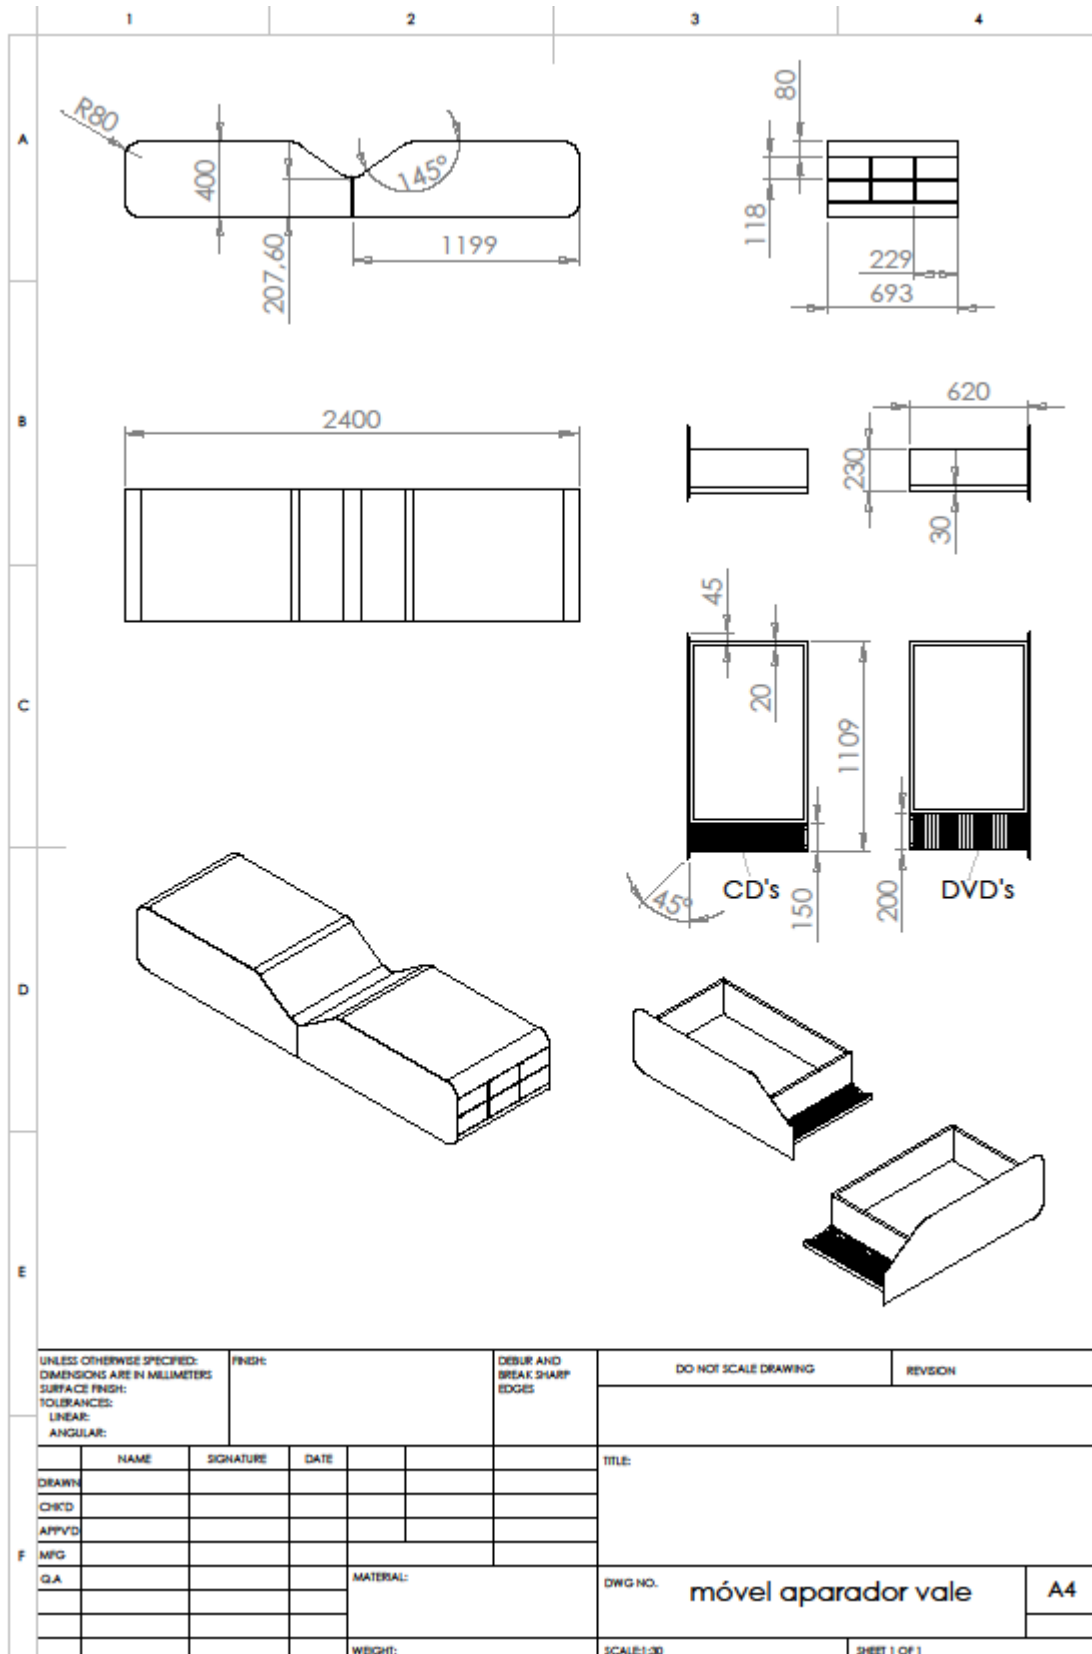 1 2 3 4
A
B
C
D
E
F
R80
400
207,60
145°
1199
80
118
229
693
2400
620
230
30
45
20
1109
45°
CD's
150
200
DVD's
UNLESS OTHERWISE SPECIFIED:
DIMENSIONS ARE IN MILLIMETERS
SURFACE FINISH:
TOLERANCES:
LINEAR:
ANGULAR:
FINISH:
DEBUR AND
BREAK SHARP
EDGES
DO NOT SCALE DRAWING
REVISION
NAME SIGNATURE DATE
DRAWN
CHK'D
APPV'D
MFG
Q.A
MATERIAL:
WEIGHT:
TITLE:
DWG NO.
móvel aparador vale
A4
SCALE:1:30
SHEET 1 OF 1